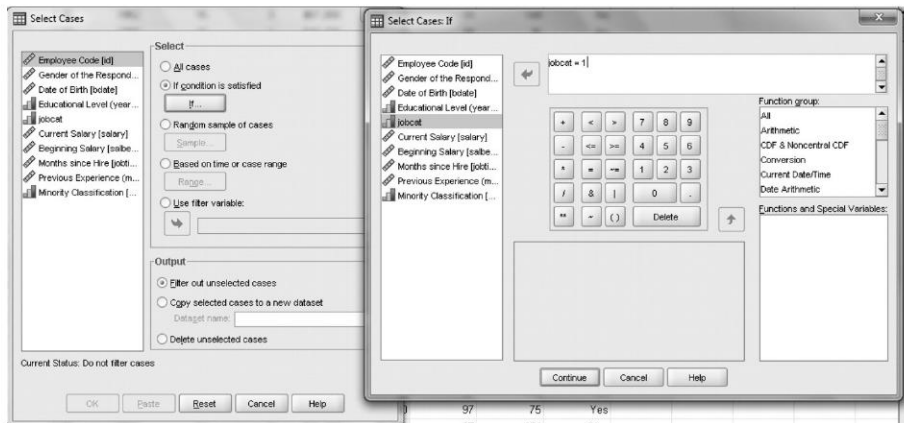 Select Cases
Employee Code [id]
Gender of the Respond...
Date of Birth [bdate]
Educational Level (year...
jobcat
Current Salary [salary]
Beginning Salary [salbe...
Months since Hire [jobti...
Previous Experience (m...
Minority Classification [...
Select
All cases
If condition is satisfied
If...
Random sample of cases
Sample...
Based on time or case range
Range...
Use filter variable:
Output
Filter out unselected cases
Copy selected cases to a new dataset
Dataset name:
Delete unselected cases
Current Status: Do not filter cases
OK Paste Reset Cancel Help
Select Cases: If
Employee Code [id]
Gender of the Respond...
Date of Birth [bdate]
Educational Level (year...
jobcat
Current Salary [salary]
Beginning Salary [salbe...
Months since Hire [jobti...
Previous Experience (m...
Minority Classification [...
jobcat = 1
+ < > 7 8 9
- <= >= 4 5 6
* = ~= 1 2 3
/ & | 0 .
** ~ ( ) Delete
Function group:
All
Arithmetic
CDF & Noncentral CDF
Conversion
Current Date/Time
Date Arithmetic
Functions and Special Variables:
Continue Cancel Help
97 75 Yes